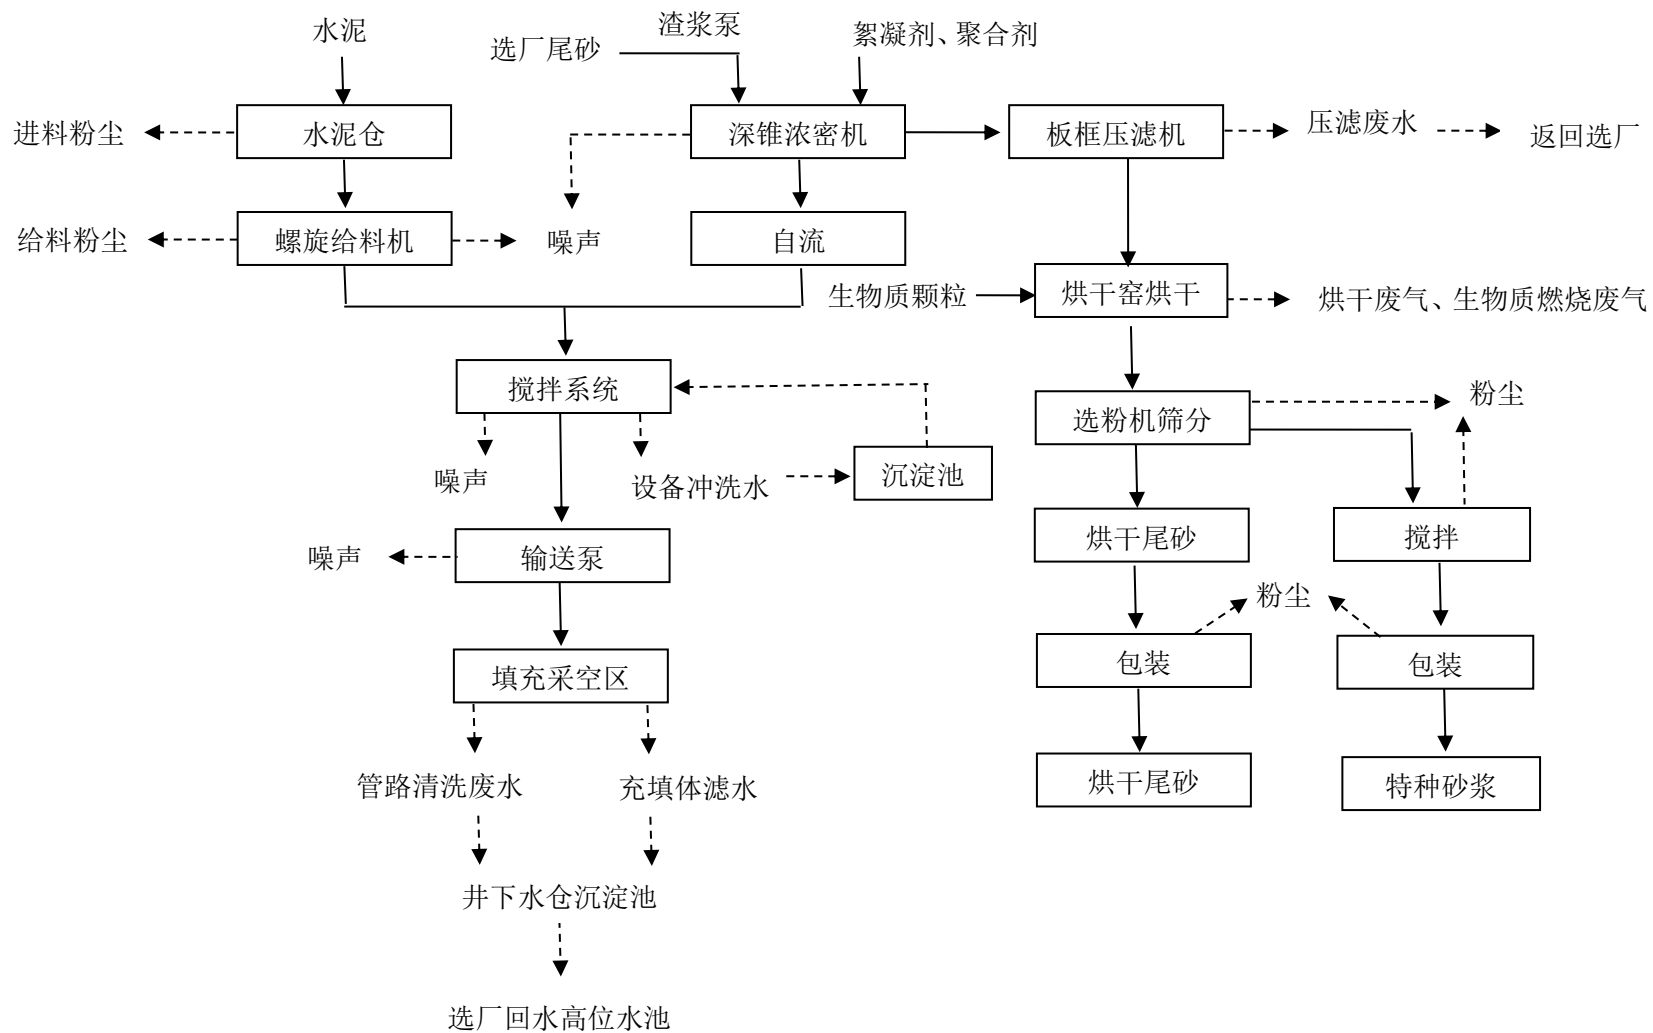 水泥
渣浆泵
选厂尾砂
絮凝剂、聚合剂
进料粉尘
水泥仓
深锥浓密机
板框压滤机
压滤废水
返回选厂
给料粉尘
螺旋给料机
噪声
自流
生物质颗粒
烘干窑烘干
烘干废气、生物质燃烧废气
搅拌系统
选粉机筛分
粉尘
噪声
设备冲洗水
沉淀池
噪声
输送泵
烘干尾砂
搅拌
粉尘
填充采空区
包装
包装
管路清洗废水
充填体滤水
烘干尾砂
特种砂浆
井下水仓沉淀池
选厂回水高位水池